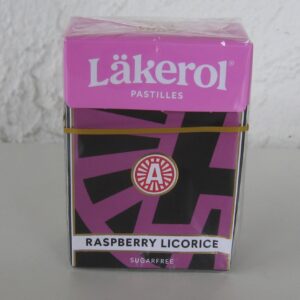 Läkerol®
PASTILLES
A
RASPBERRY LICORICE
SUGARFREE